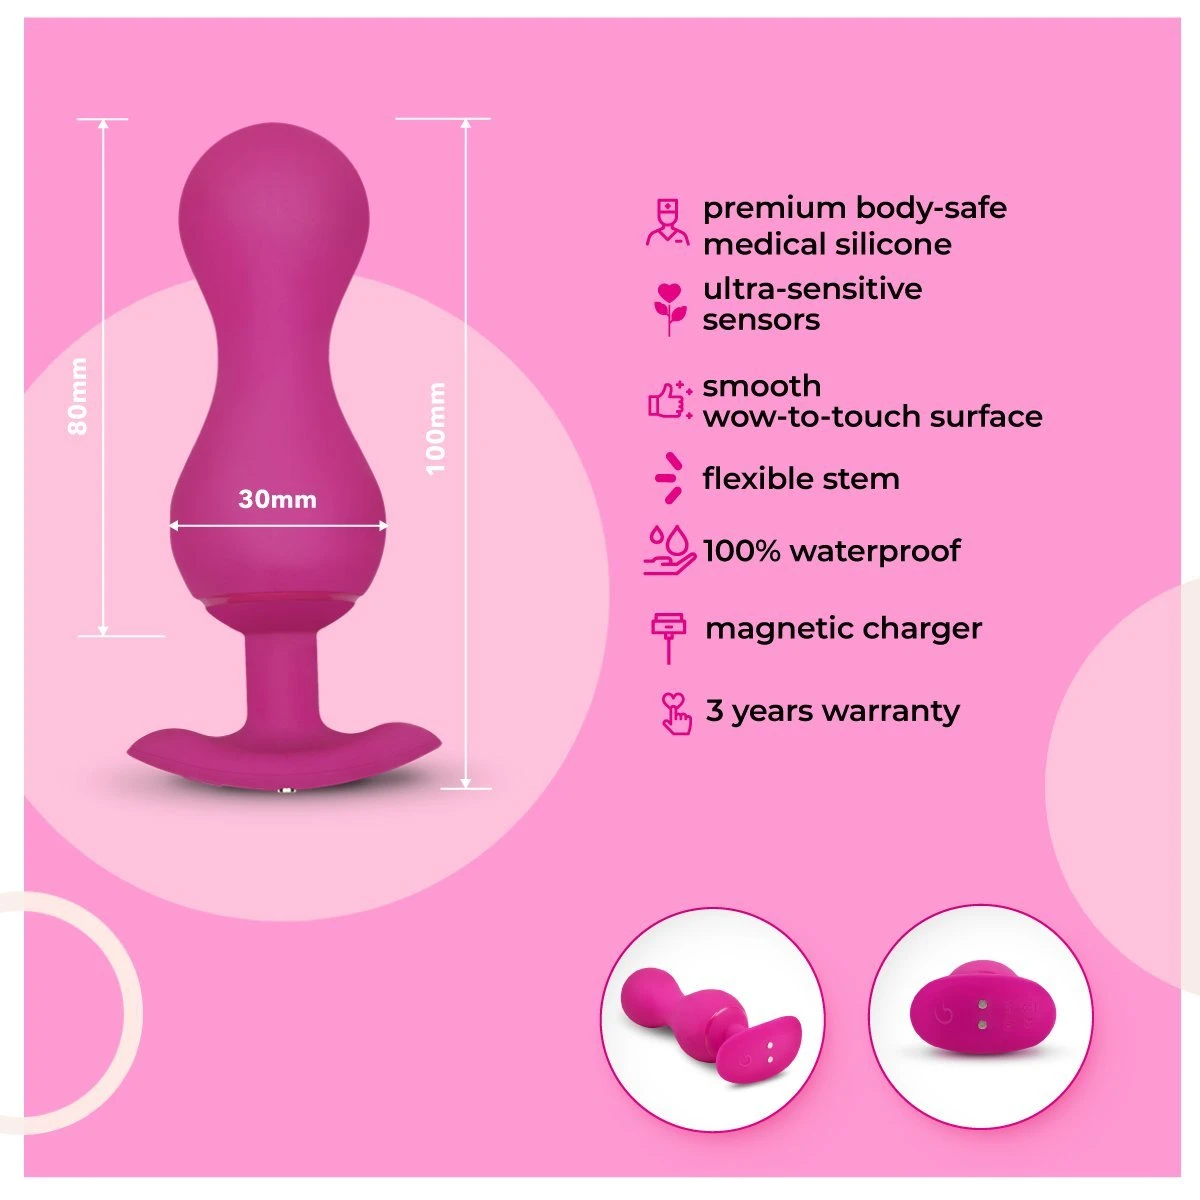 80mm
100mm
30mm
premium body-safe
medical silicone
ultra-sensitive
sensors
smooth
wow-to-touch surface
flexible stem
100% waterproof
magnetic charger
3 years warranty